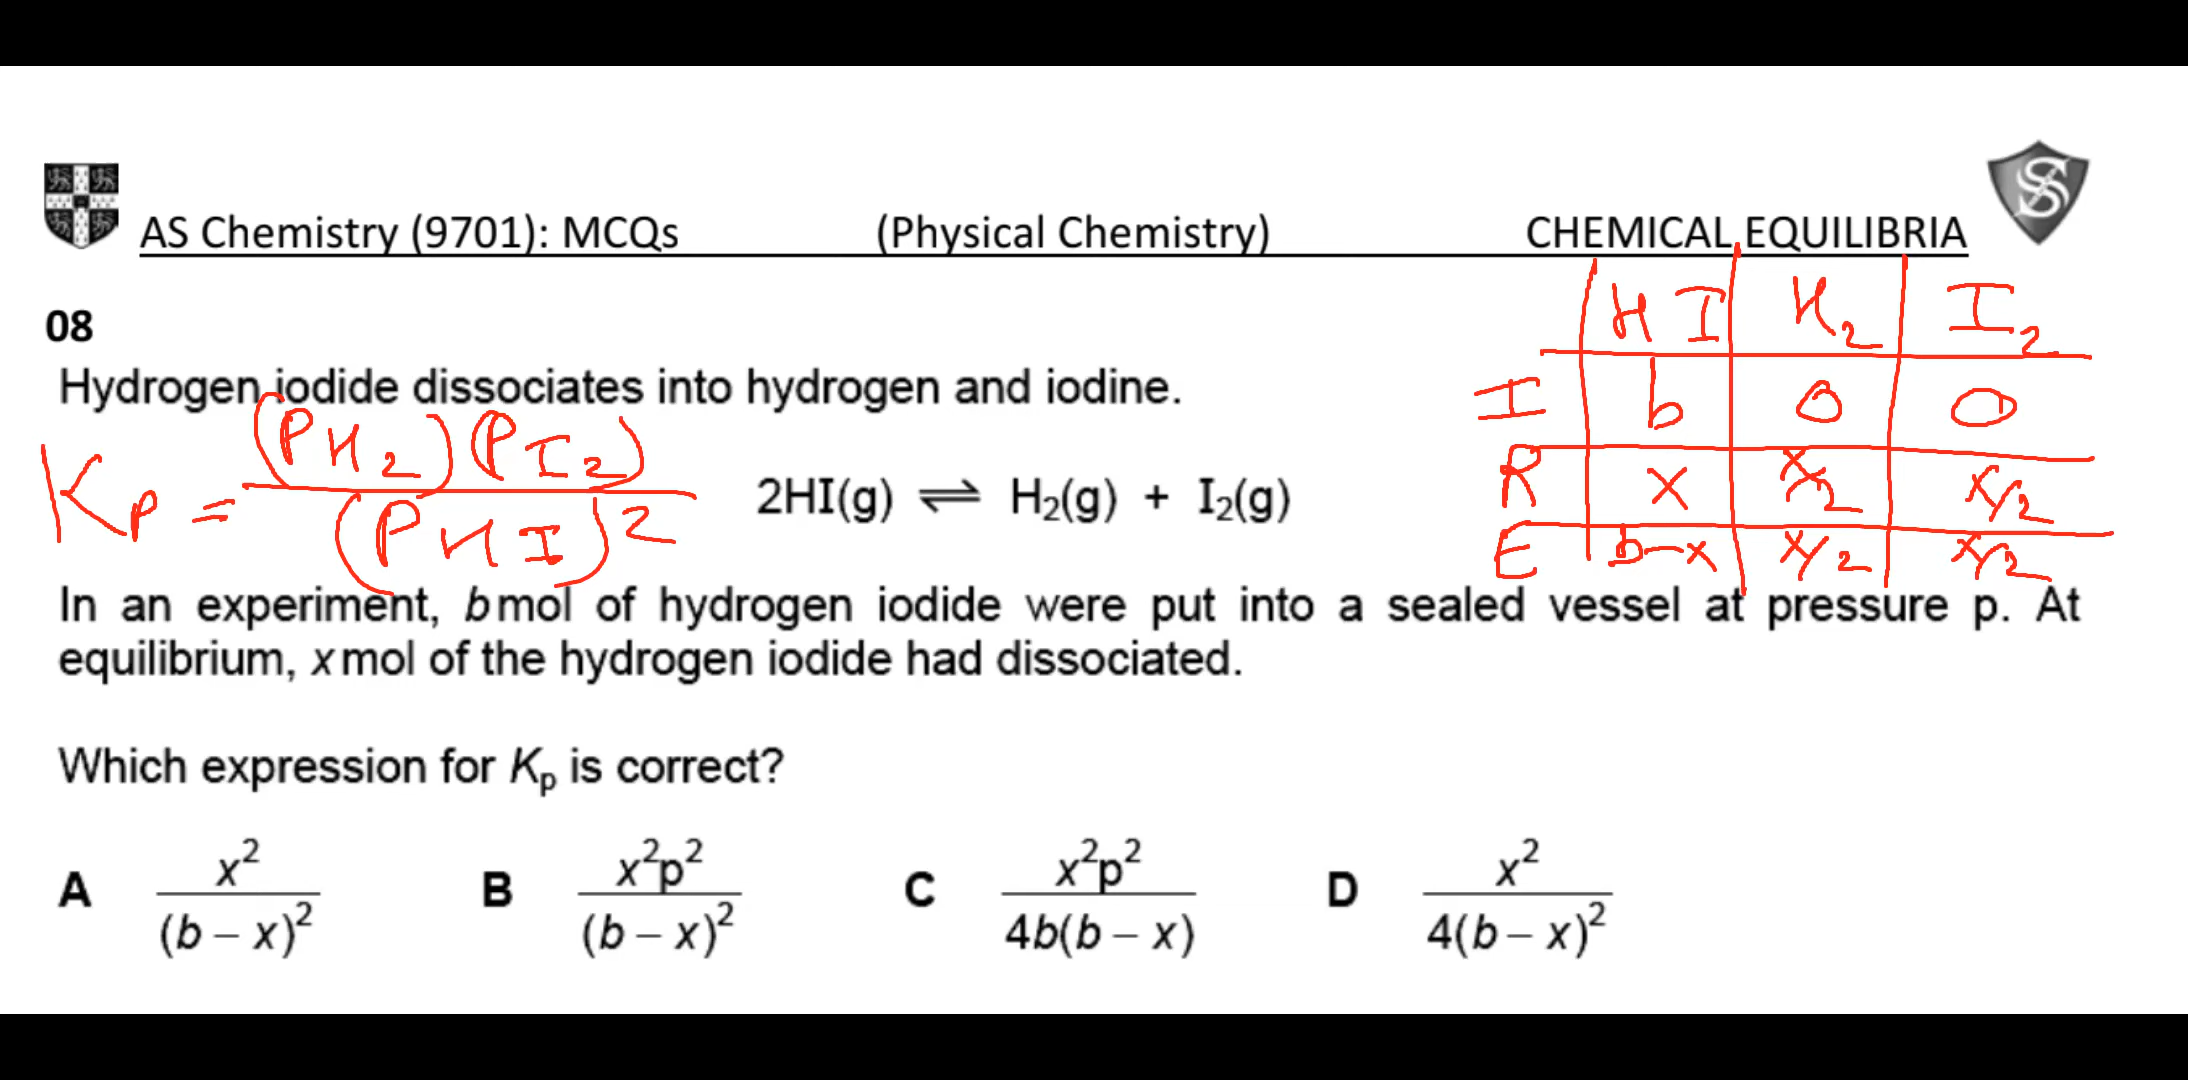 AS Chemistry (9701): MCQs (Physical Chemistry) CHEMICAL EQUILIBRIA
HI H₂ I₂
08
Hydrogen iodide dissociates into hydrogen and iodine.
I b 0 0
Kp = (PH₂)(PI₂) / (PHI)²
2HI(g) ⇌ H₂(g) + I₂(g)
R x x/2 x/2
E b-x x/2 x/2
In an experiment, b mol of hydrogen iodide were put into a sealed vessel at pressure p. At
equilibrium, x mol of the hydrogen iodide had dissociated.
Which expression for Kp is correct?
A x² / (b – x)² B x²p² / (b – x)² C x²p² / 4b(b – x) D x² / 4(b – x)²